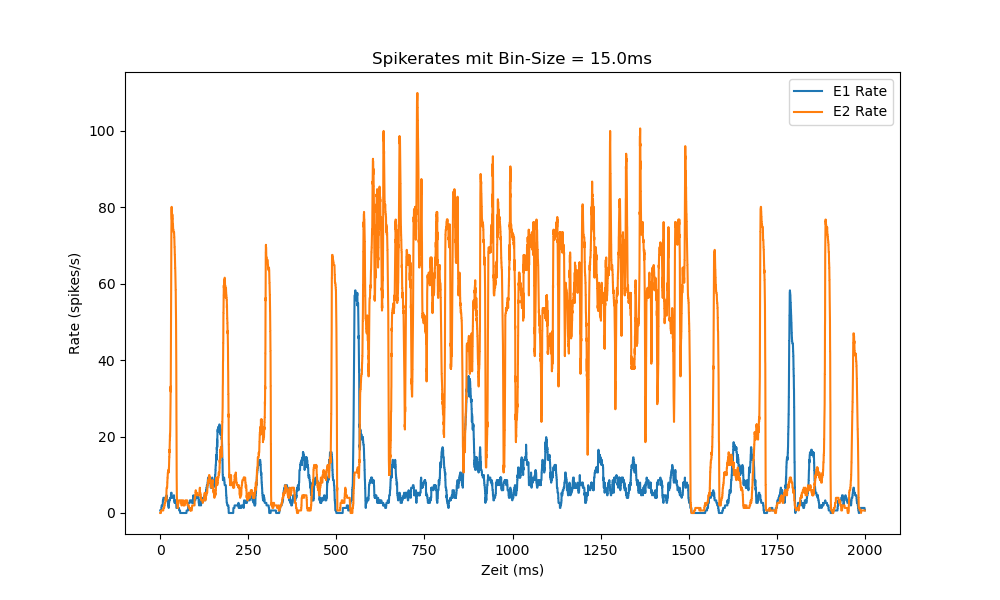 Spikerates mit Bin-Size = 15.0ms
E1 Rate
E2 Rate
100
80
60
40
20
0
Rate (spikes/s)
0 250 500 750 1000 1250 1500 1750 2000
Zeit (ms)